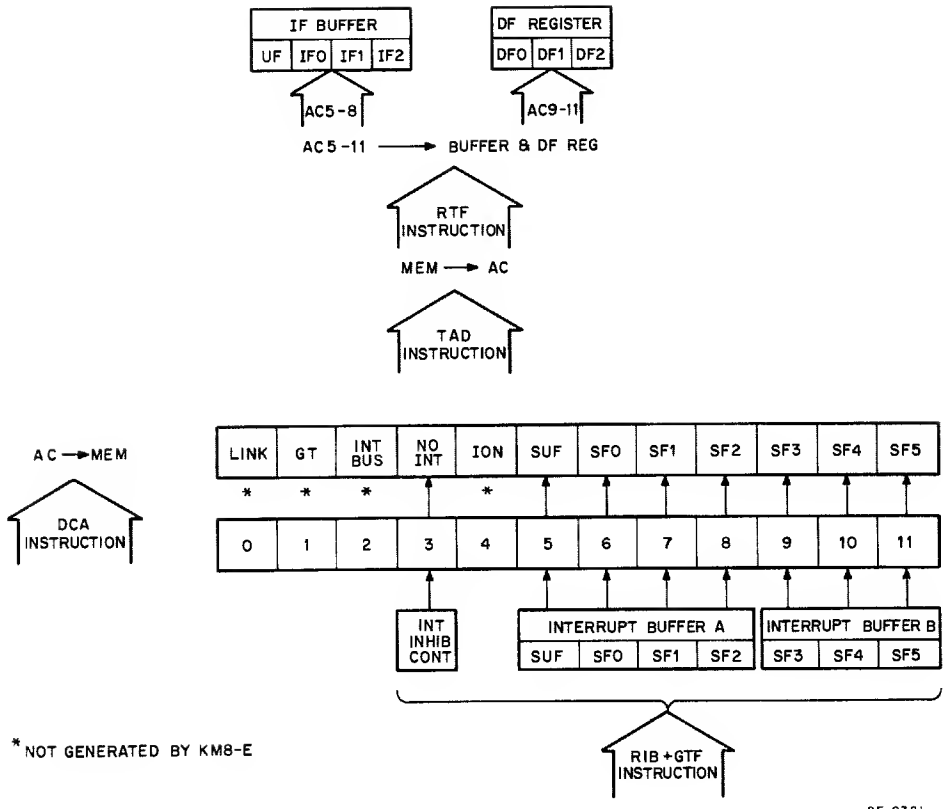 IF BUFFER
UF IF0 IF1 IF2
DF REGISTER
DF0 DF1 DF2
AC5-8
AC9-11
AC5-11 → BUFFER & DF REG
RTF
INSTRUCTION
MEM → AC
TAD
INSTRUCTION
AC → MEM
DCA
INSTRUCTION
LINK GT INT BUS NO INT ION SUF SF0 SF1 SF2 SF3 SF4 SF5
* * * *
0 1 2 3 4 5 6 7 8 9 10 11
INT
INHIB
CONT
INTERRUPT BUFFER A
SUF SF0 SF1 SF2
INTERRUPT BUFFER B
SF3 SF4 SF5
RIB+GTF
INSTRUCTION
* NOT GENERATED BY KM8-E